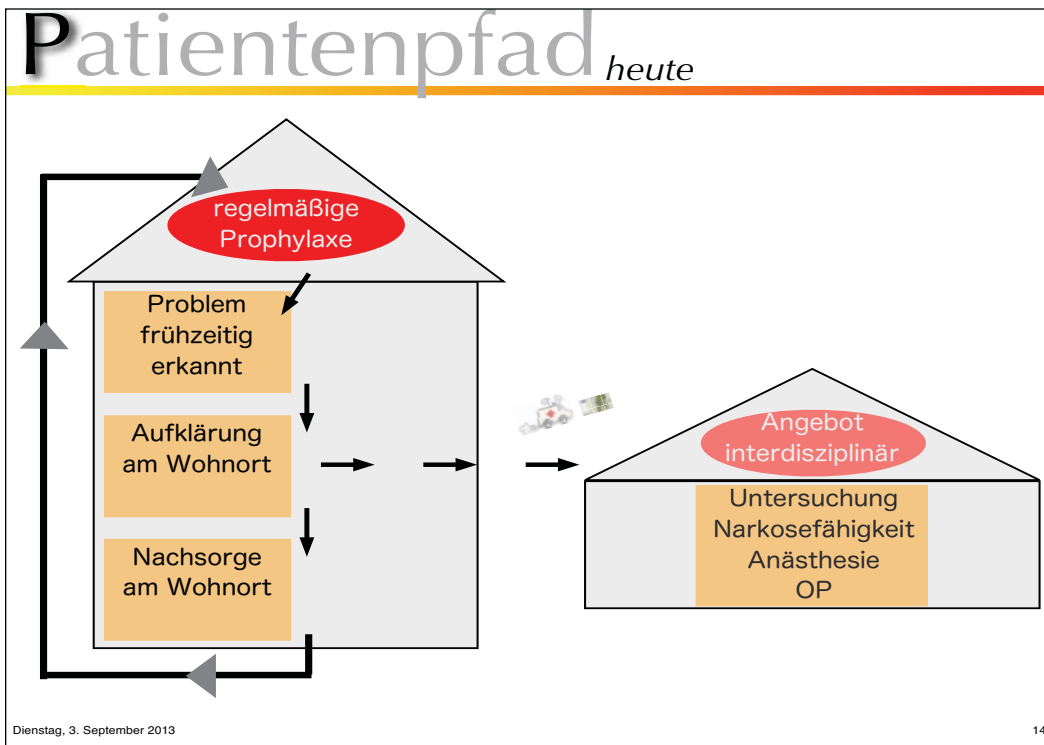 Patientenpfad heute
regelmäßige
Prophylaxe
Problem
frühzeitig
erkannt
Aufklärung
am Wohnort
Nachsorge
am Wohnort
Angebot
interdisziplinär
Untersuchung
Narkosefähigkeit
Anästhesie
OP
Dienstag, 3. September 2013
14